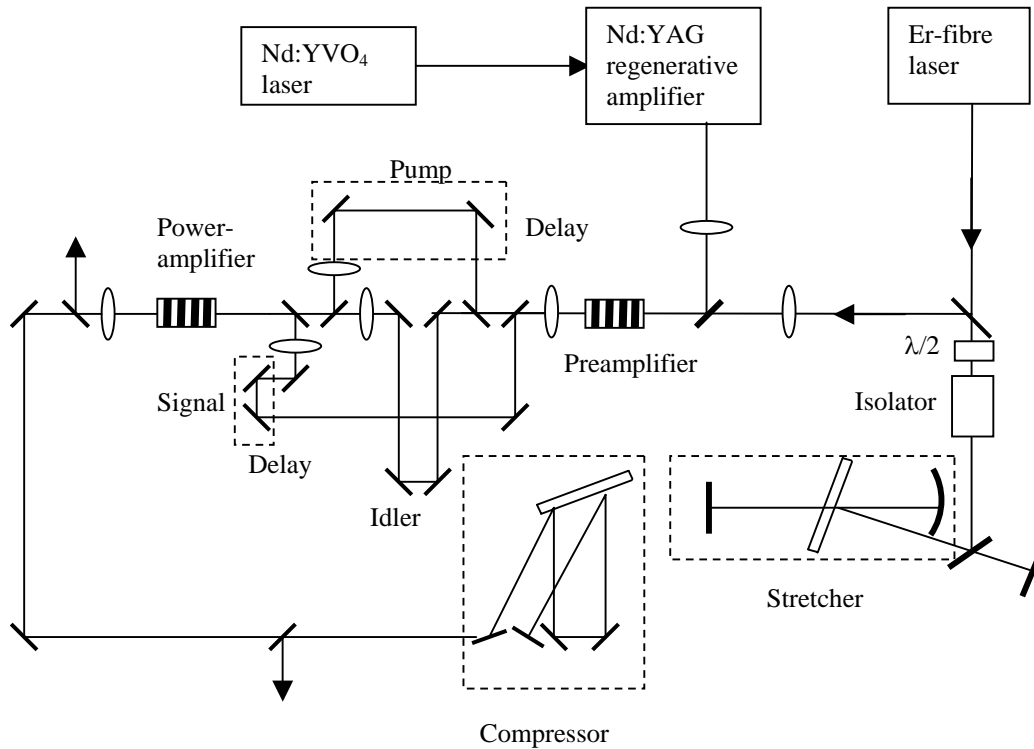 Nd:YVO₄
laser
Nd:YAG
regenerative
amplifier
Er-fibre
laser
Pump
Delay
Power-
amplifier
Preamplifier
λ/2
Isolator
Signal
Delay
Idler
Stretcher
Compressor